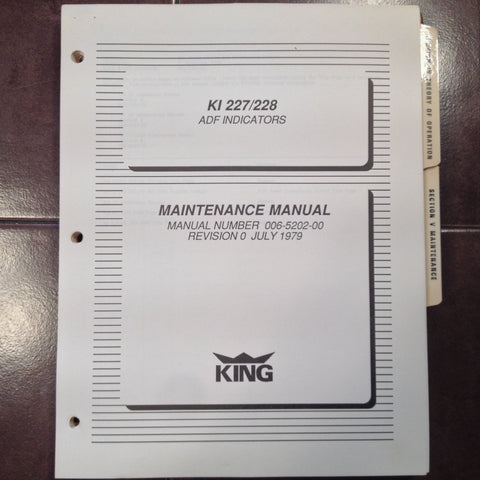 KI 227/228
ADF INDICATORS
MAINTENANCE MANUAL
MANUAL NUMBER 006-5202-00
REVISION 0 JULY 1979
KING
THEORY OF OPERATION
SECTION V MAINTENANCE